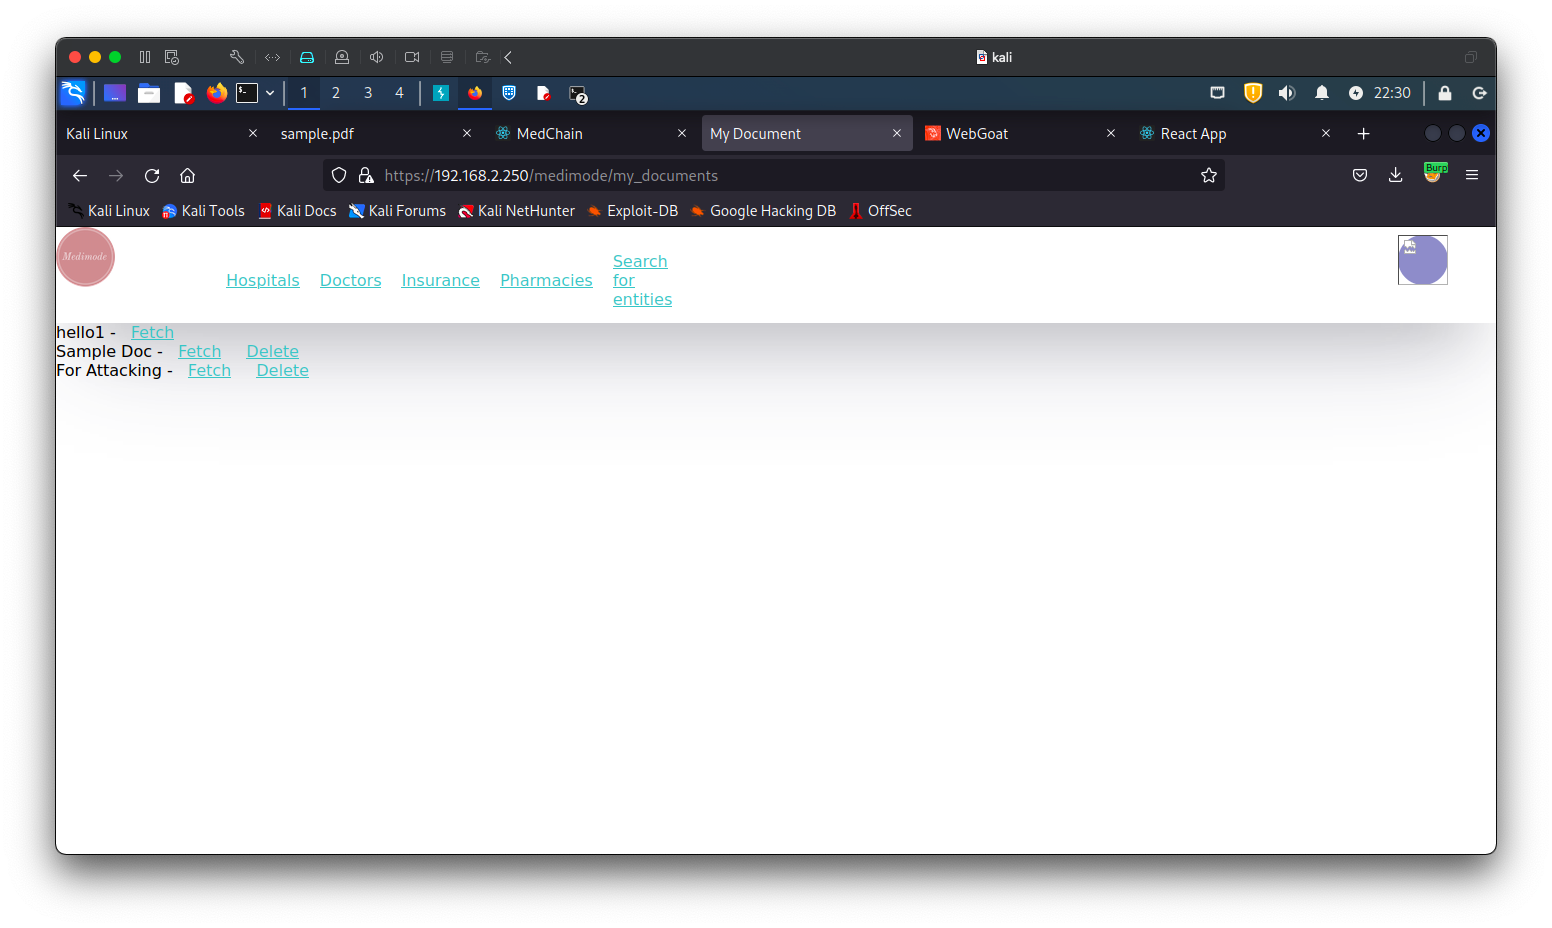 kali
1 2 3 4 2 22:30
Kali Linux sample.pdf MedChain My Document WebGoat React App
https://192.168.2.250/medimode/my_documents Burp
Kali Linux Kali Tools Kali Docs Kali Forums Kali NetHunter Exploit-DB Google Hacking DB OffSec
Medimode
Hospitals Doctors Insurance Pharmacies Search
for
entities
hello1 - Fetch
Sample Doc - Fetch Delete
For Attacking - Fetch Delete